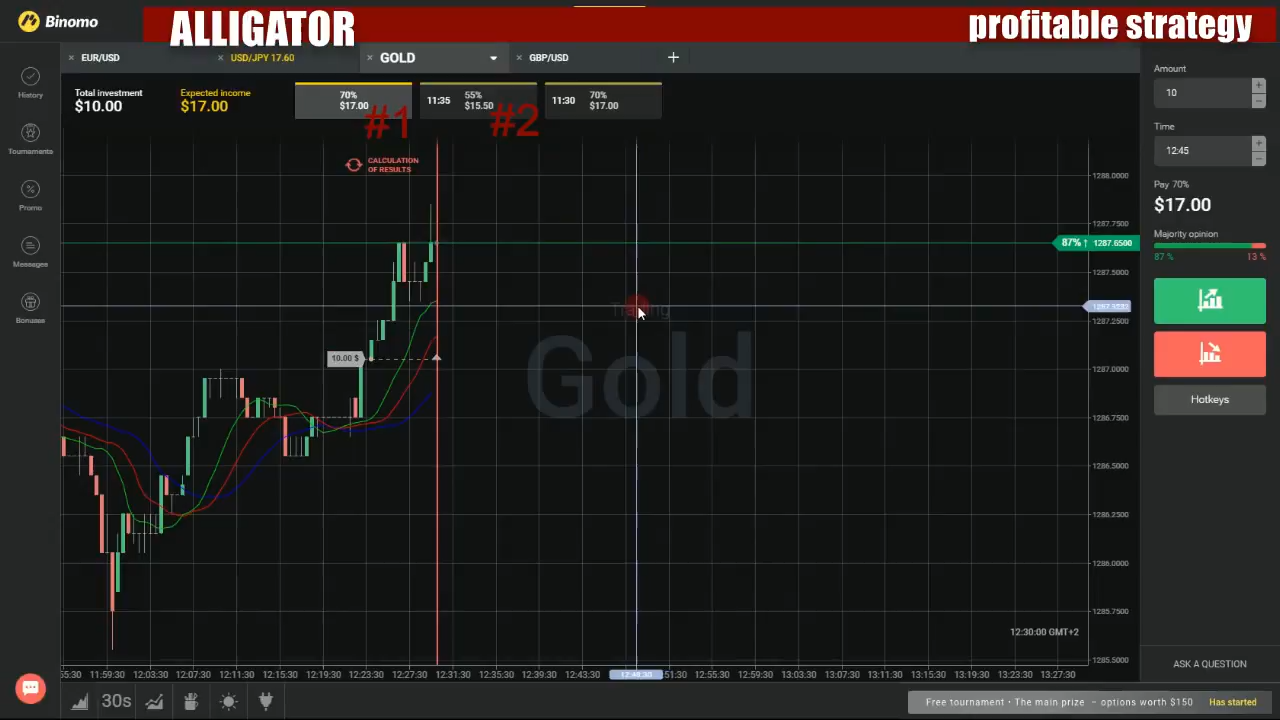 ALLIGATOR
profitable strategy
Binomo
EUR/USD
USD/JPY 17.60
GOLD
GBP/USD
Total investment
$10.00
Expected income
$17.00
70%
$17.00
#1
11:35
55%
$15.50
#2
11:30
70%
$17.00
CALCULATION
OF RESULTS
History
Tournaments
Promo
Messages
Bonuses
Amount
10
Time
12:45
Pay 70%
$17.00
Majority opinion
87 %
13 %
Hotkeys
ASK A QUESTION
1288.0000
1287.7500
87% ↑ 1287.6500
1287.5000
1287.2500
1287.0000
1286.7500
1286.5000
1286.2500
1286.0000
1285.7500
1285.5000
10.00 $
Gold
12:30:00 GMT+2
55:30 11:59:30 12:03:30 12:07:30 12:11:30 12:15:30 12:19:30 12:23:30 12:27:30 12:31:30 12:35:30 12:39:30 12:43:30 51:30 12:55:30 12:59:30 13:03:30 13:07:30 13:11:30 13:15:30 13:19:30 13:23:30 13:27:30
30s
Free tournament · The main prize – options worth $150 Has started